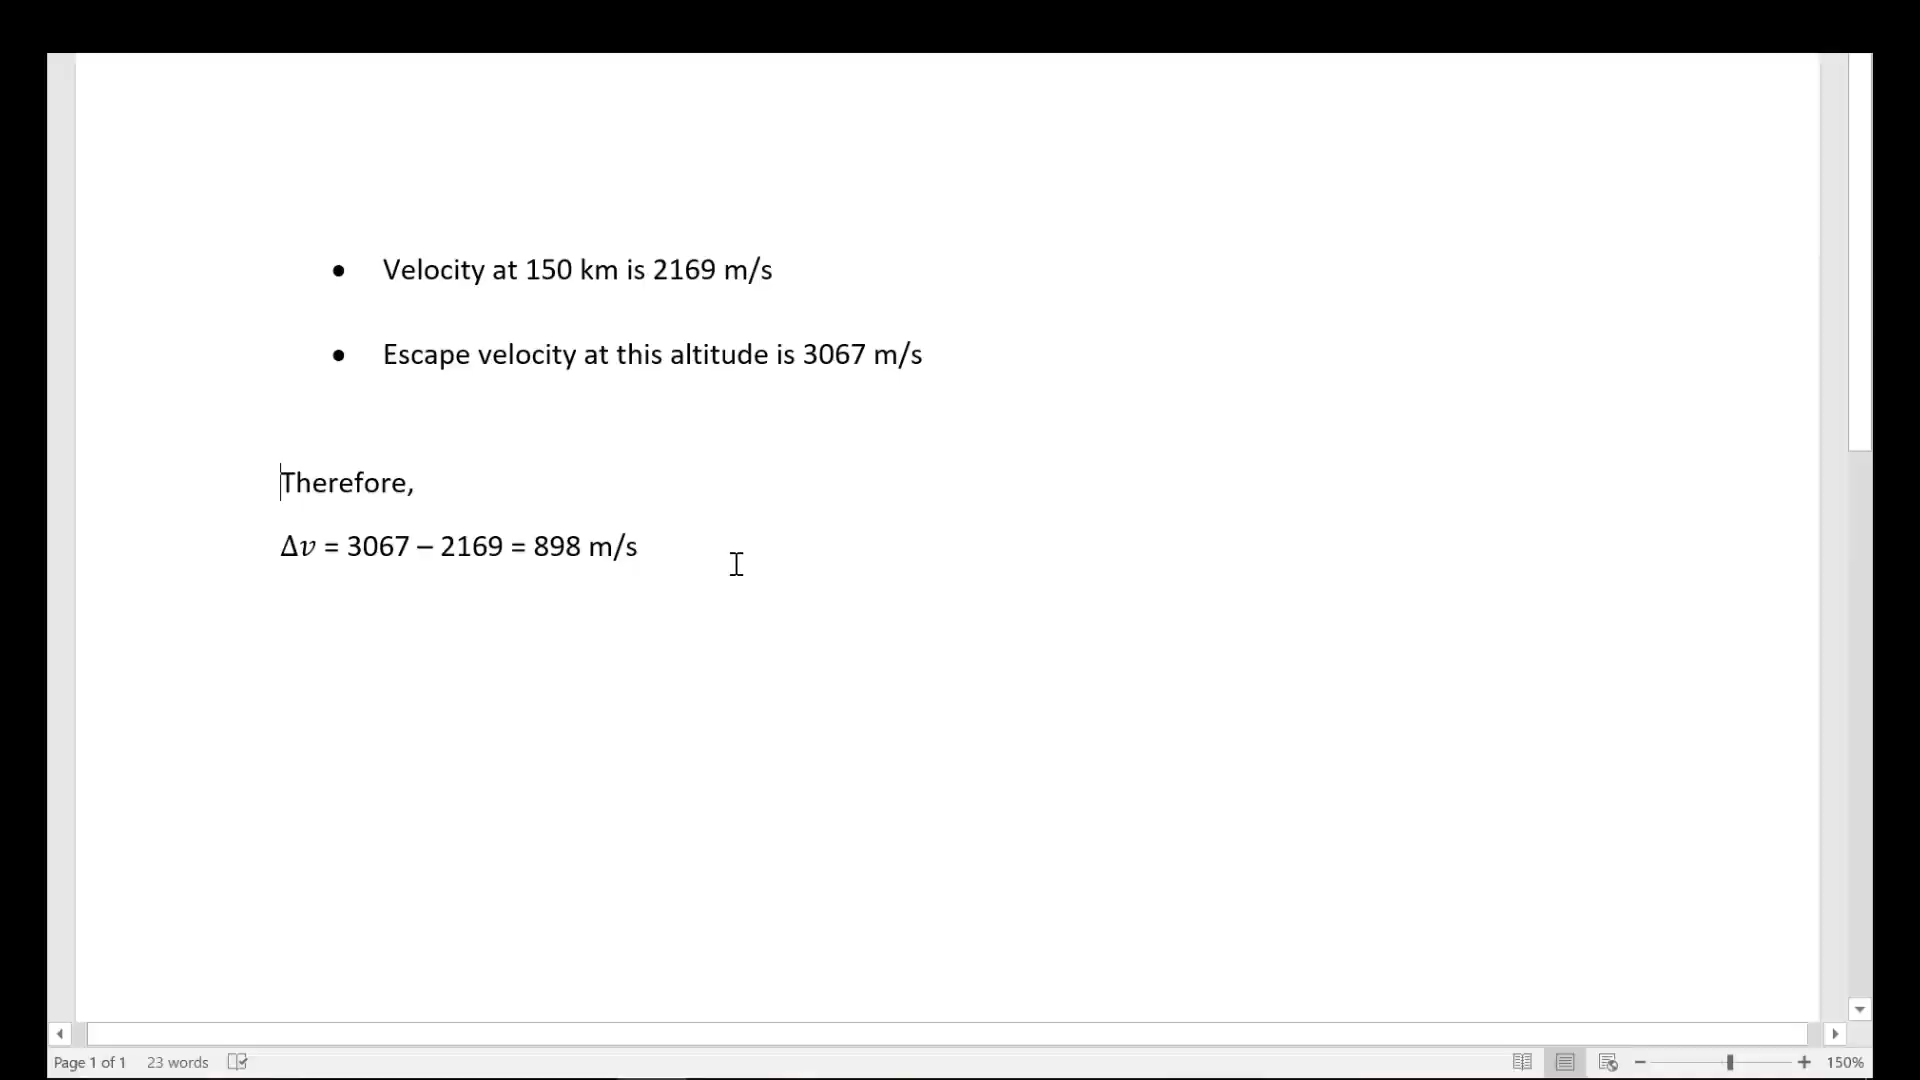 • Velocity at 150 km is 2169 m/s
• Escape velocity at this altitude is 3067 m/s
Therefore,
Δ𝑣 = 3067 – 2169 = 898 m/s
Page 1 of 1 23 words 150%